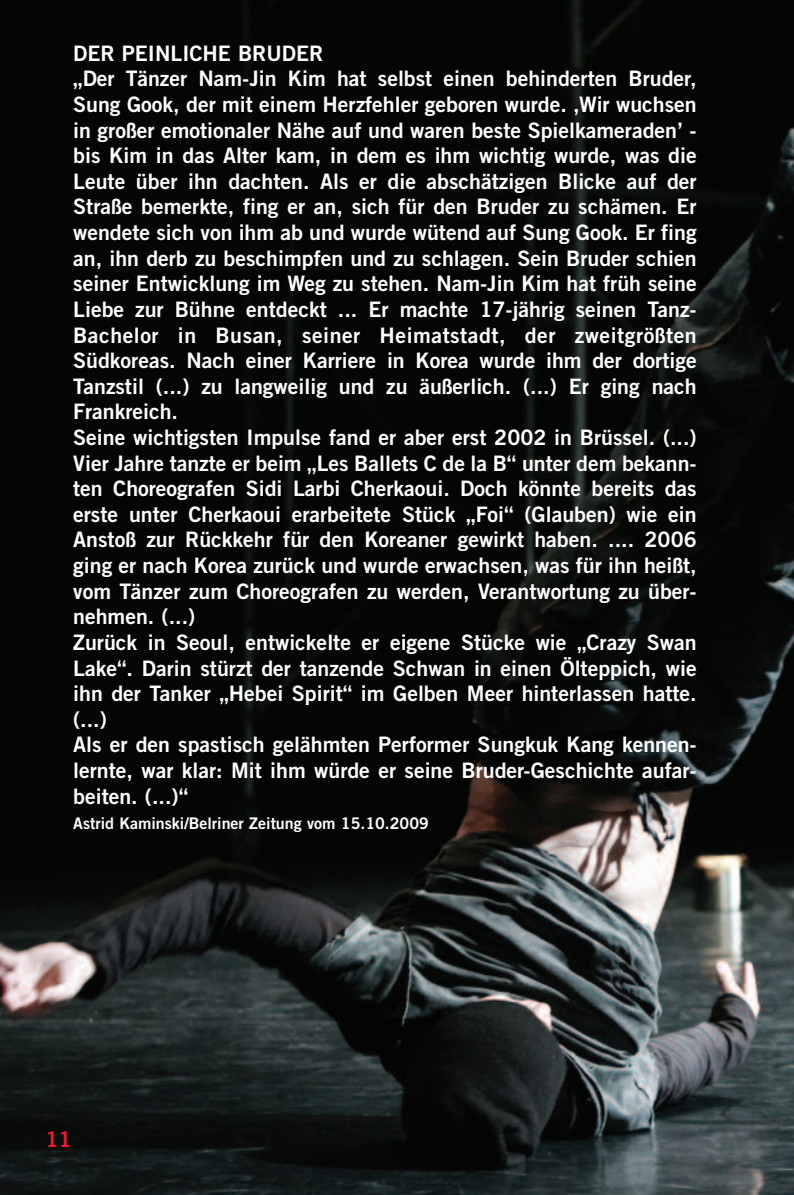 DER PEINLICHE BRUDER
„Der Tänzer Nam-Jin Kim hat selbst einen behinderten Bruder,
Sung Gook, der mit einem Herzfehler geboren wurde. ‚Wir wuchsen
in großer emotionaler Nähe auf und waren beste Spielkameraden’ -
bis Kim in das Alter kam, in dem es ihm wichtig wurde, was die
Leute über ihn dachten. Als er die abschätzigen Blicke auf der
Straße bemerkte, fing er an, sich für den Bruder zu schämen. Er
wendete sich von ihm ab und wurde wütend auf Sung Gook. Er fing
an, ihn derb zu beschimpfen und zu schlagen. Sein Bruder schien
seiner Entwicklung im Weg zu stehen. Nam-Jin Kim hat früh seine
Liebe zur Bühne entdeckt ... Er machte 17-jährig seinen Tanz-
Bachelor in Busan, seiner Heimatstadt, der zweitgrößten
Südkoreas. Nach einer Karriere in Korea wurde ihm der dortige
Tanzstil (...) zu langweilig und zu äußerlich. (...) Er ging nach
Frankreich.
Seine wichtigsten Impulse fand er aber erst 2002 in Brüssel. (...)
Vier Jahre tanzte er beim „Les Ballets C de la B“ unter dem bekann-
ten Choreografen Sidi Larbi Cherkaoui. Doch könnte bereits das
erste unter Cherkaoui erarbeitete Stück „Foi“ (Glauben) wie ein
Anstoß zur Rückkehr für den Koreaner gewirkt haben. .... 2006
ging er nach Korea zurück und wurde erwachsen, was für ihn heißt,
vom Tänzer zum Choreografen zu werden, Verantwortung zu über-
nehmen. (...)
Zurück in Seoul, entwickelte er eigene Stücke wie „Crazy Swan
Lake“. Darin stürzt der tanzende Schwan in einen Ölteppich, wie
ihn der Tanker „Hebei Spirit“ im Gelben Meer hinterlassen hatte.
(...)
Als er den spastisch gelähmten Performer Sungkuk Kang kennen-
lernte, war klar: Mit ihm würde er seine Bruder-Geschichte aufar-
beiten. (...)“
Astrid Kaminski/Belriner Zeitung vom 15.10.2009
11